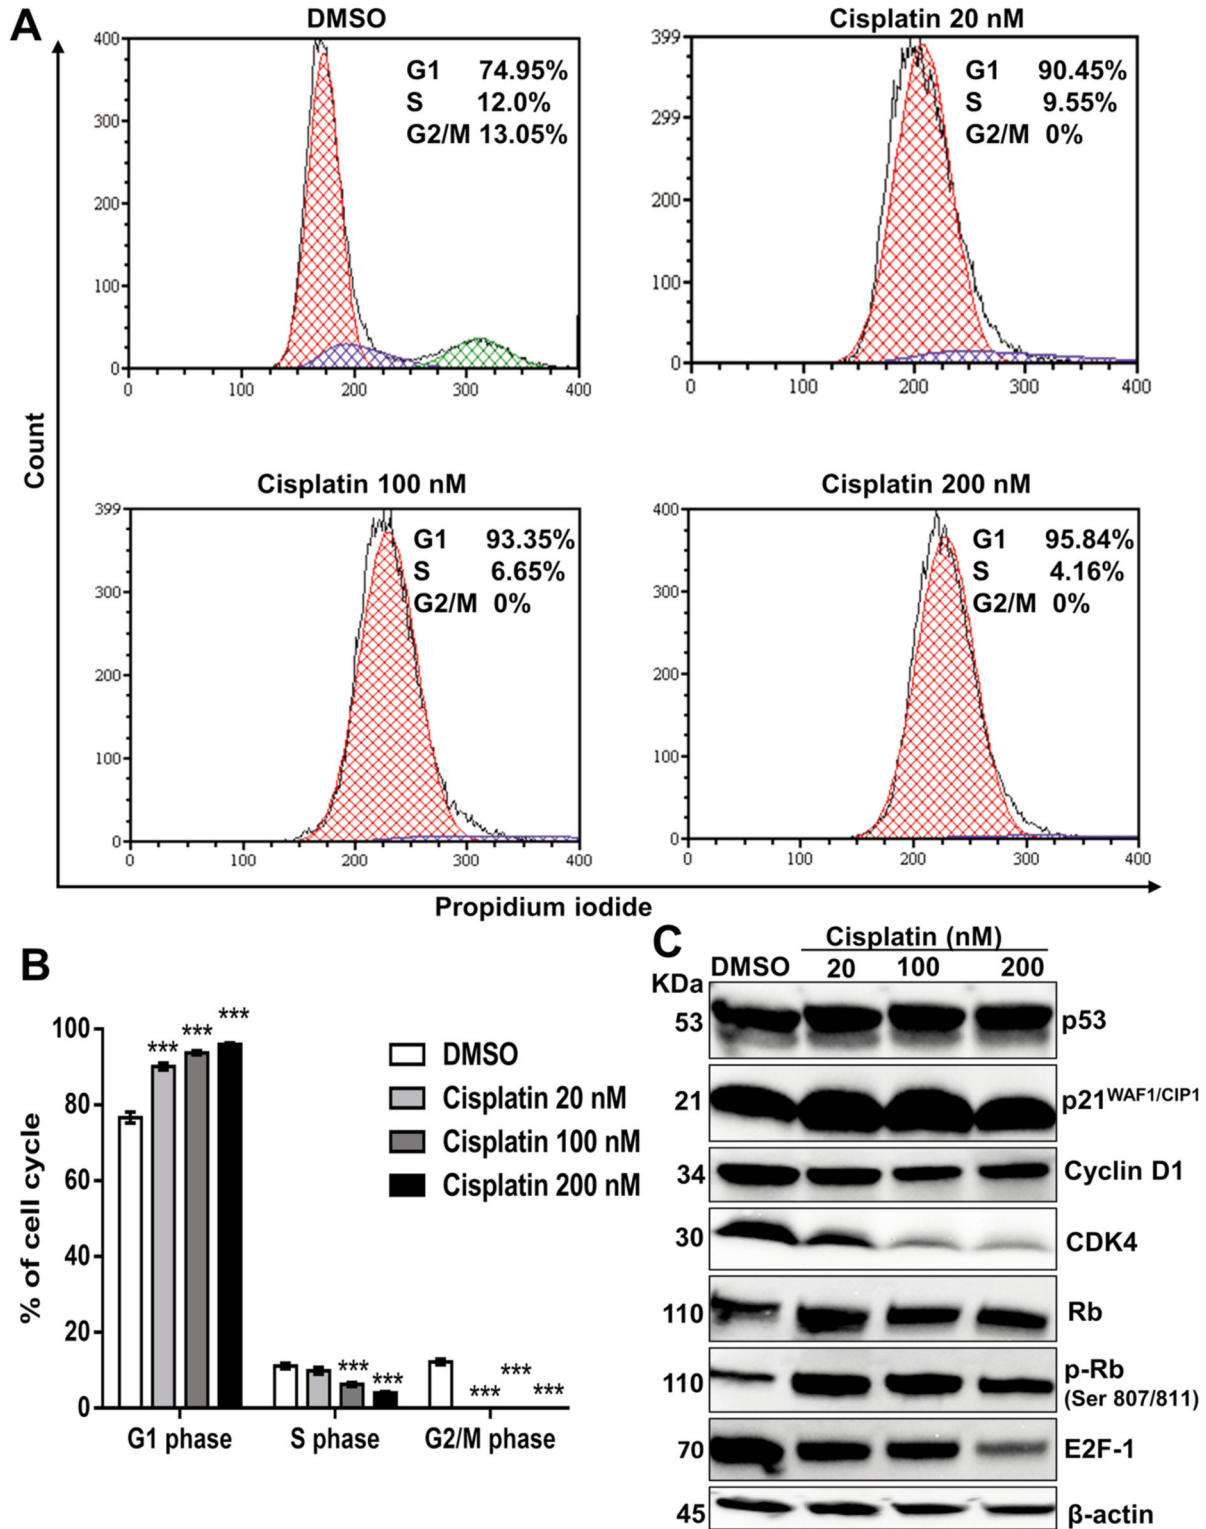 A
DMSO
Cisplatin 20 nM
400
300
200
100
0
0 100 200 300 400
G1 74.95%
S 12.0%
G2/M 13.05%
399
299
200
100
0
0 100 200 300 400
G1 90.45%
S 9.55%
G2/M 0%
Count
Cisplatin 100 nM
Cisplatin 200 nM
399
300
200
100
0
0 100 200 300 400
G1 93.35%
S 6.65%
G2/M 0%
400
300
200
100
0
0 100 200 300 400
G1 95.84%
S 4.16%
G2/M 0%
Propidium iodide
B
% of cell cycle
100
80
60
40
20
0
*** *** ***
*** ***
*** *** ***
G1 phase S phase G2/M phase
DMSO
Cisplatin 20 nM
Cisplatin 100 nM
Cisplatin 200 nM
C
Cisplatin (nM)
KDa DMSO 20 100 200
53 p53
21 p21WAF1/CIP1
34 Cyclin D1
30 CDK4
110 Rb
110 p-Rb
(Ser 807/811)
70 E2F-1
45 β-actin